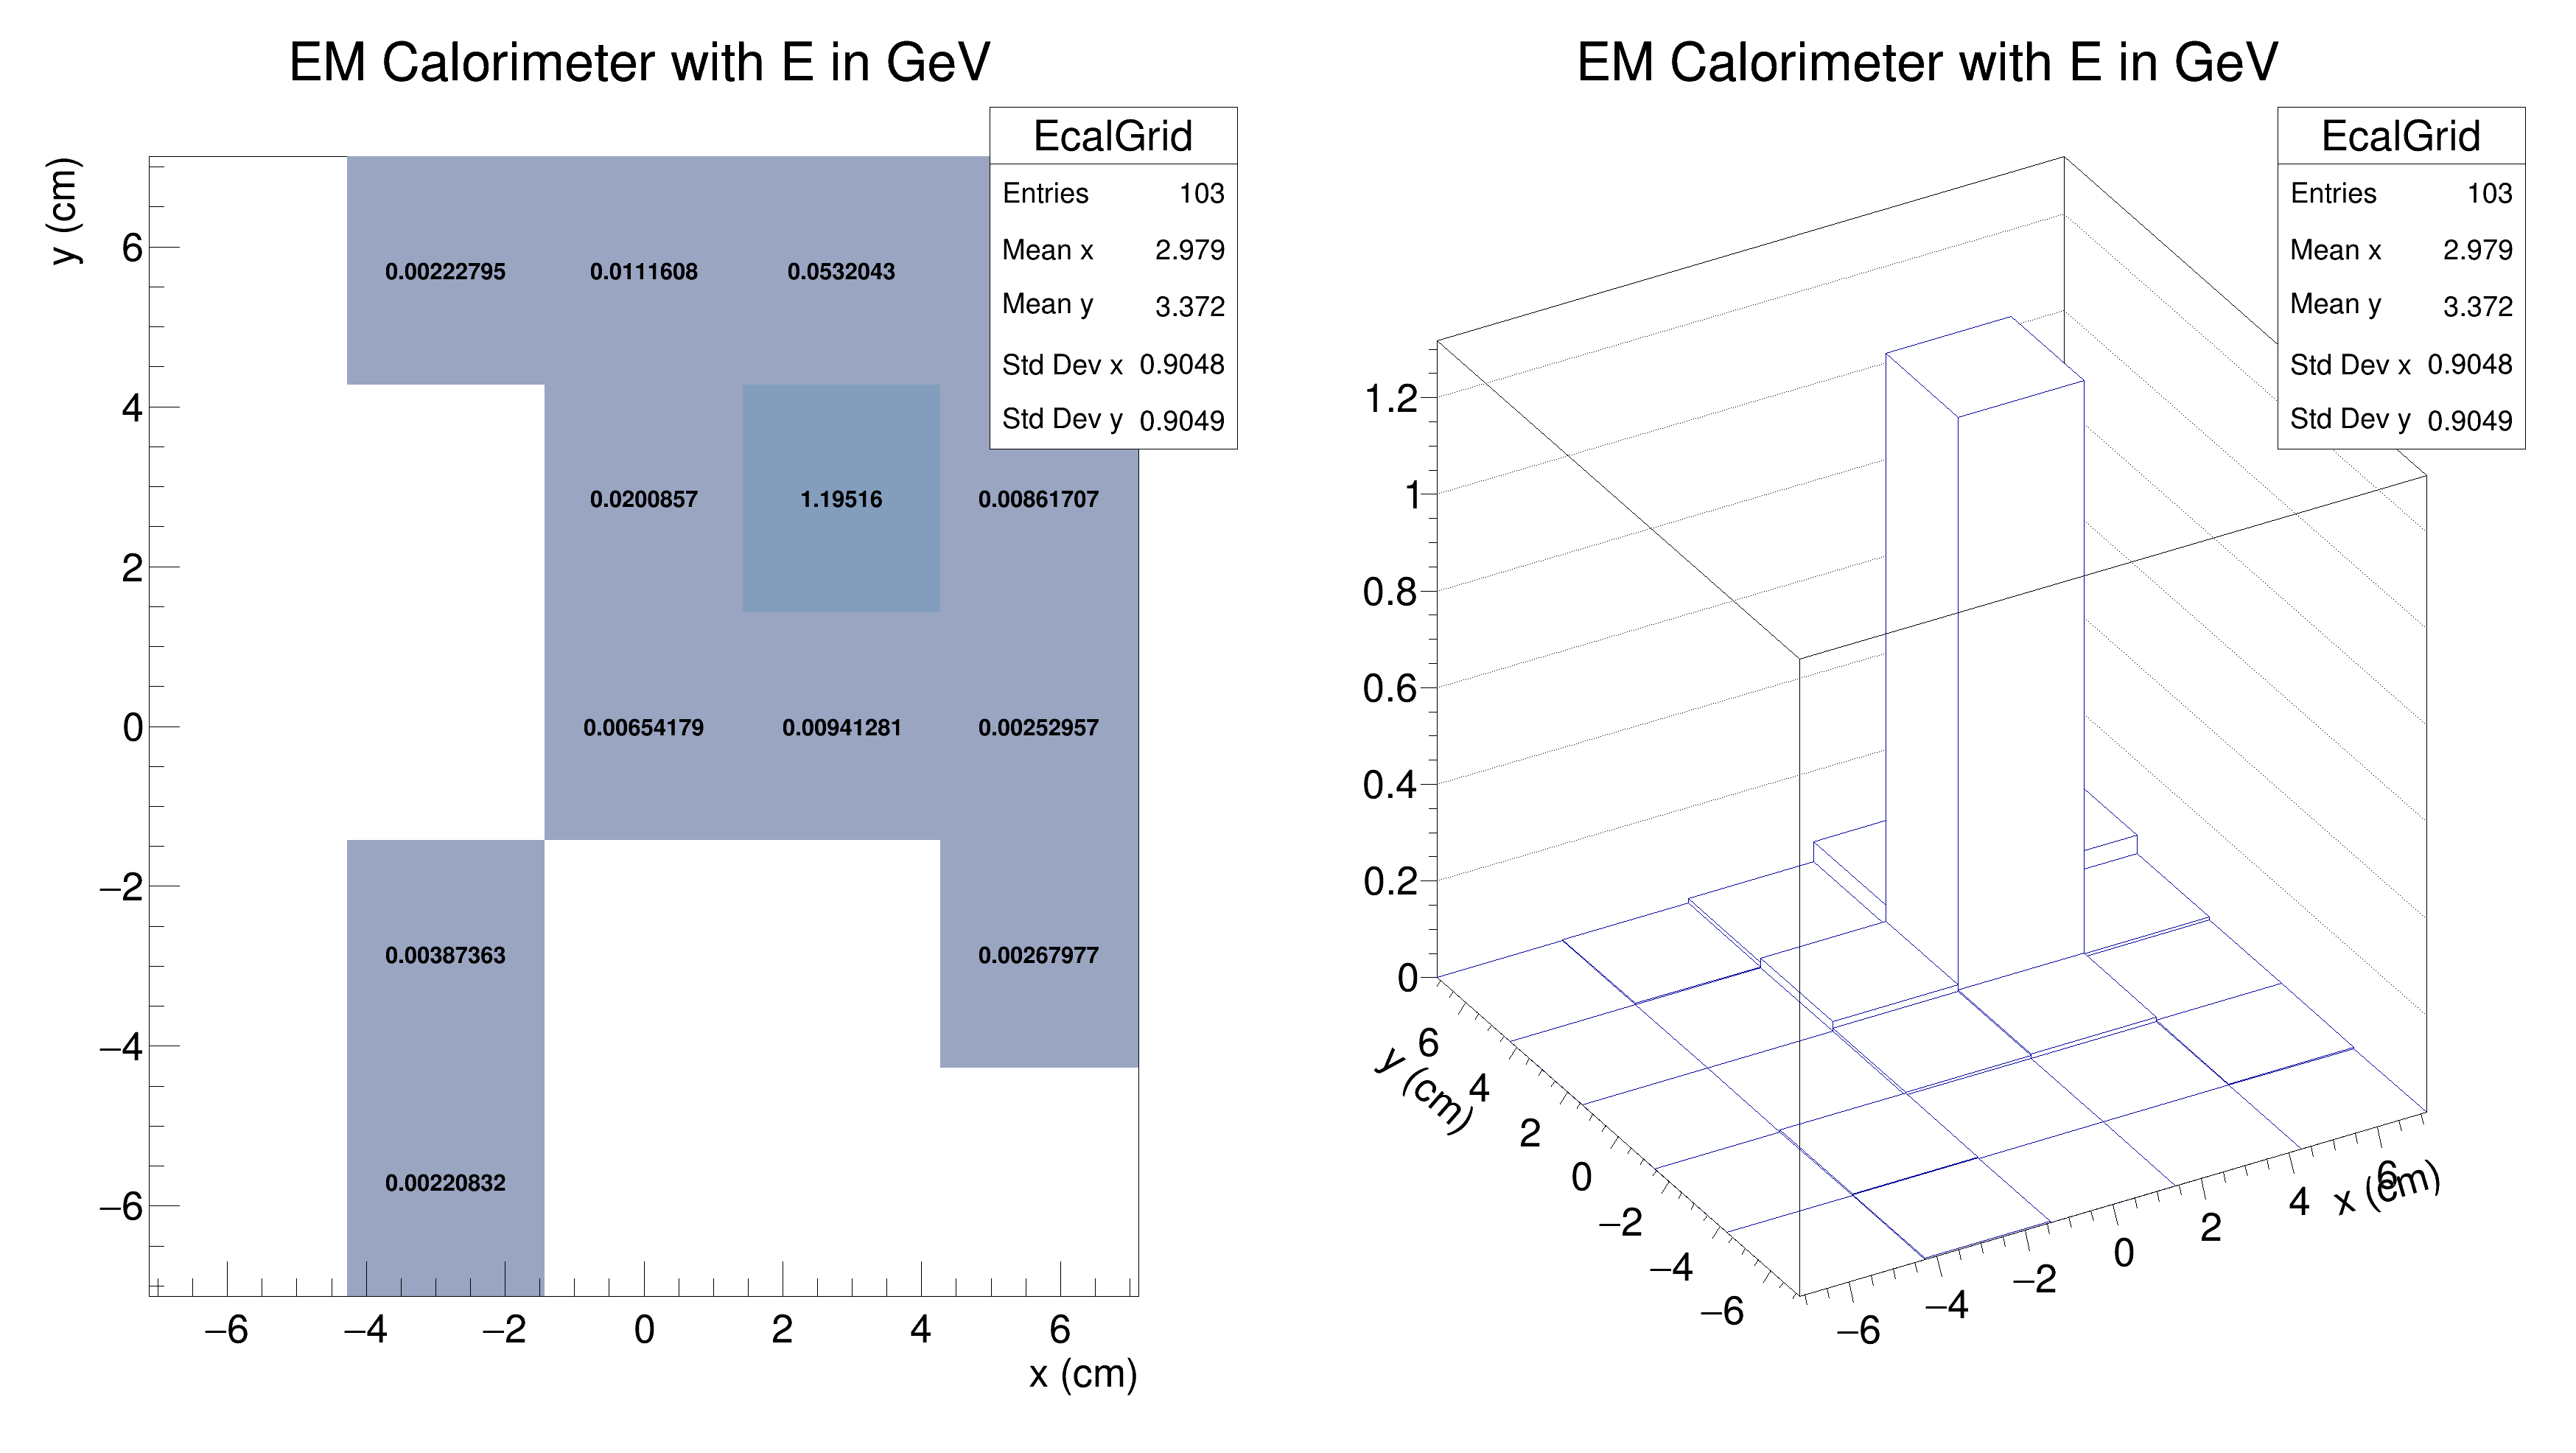 EM Calorimeter with E in GeV
EcalGrid
Entries 103
Mean x 2.979
Mean y 3.372
Std Dev x 0.9048
Std Dev y 0.9049
y (cm)
6
4
2
0
−2
−4
−6
0.00222795 0.0111608 0.0532043
0.0200857 1.19516 0.00861707
0.00654179 0.00941281 0.00252957
0.00387363 0.00267977
0.00220832
−6 −4 −2 0 2 4 6
x (cm)
EM Calorimeter with E in GeV
EcalGrid
Entries 103
Mean x 2.979
Mean y 3.372
Std Dev x 0.9048
Std Dev y 0.9049
1.2
1
0.8
0.6
0.4
0.2
0
6
4
2
0
−2
−4
−6
y (cm)
−6
−4
−2
0
2
4
6
x (cm)